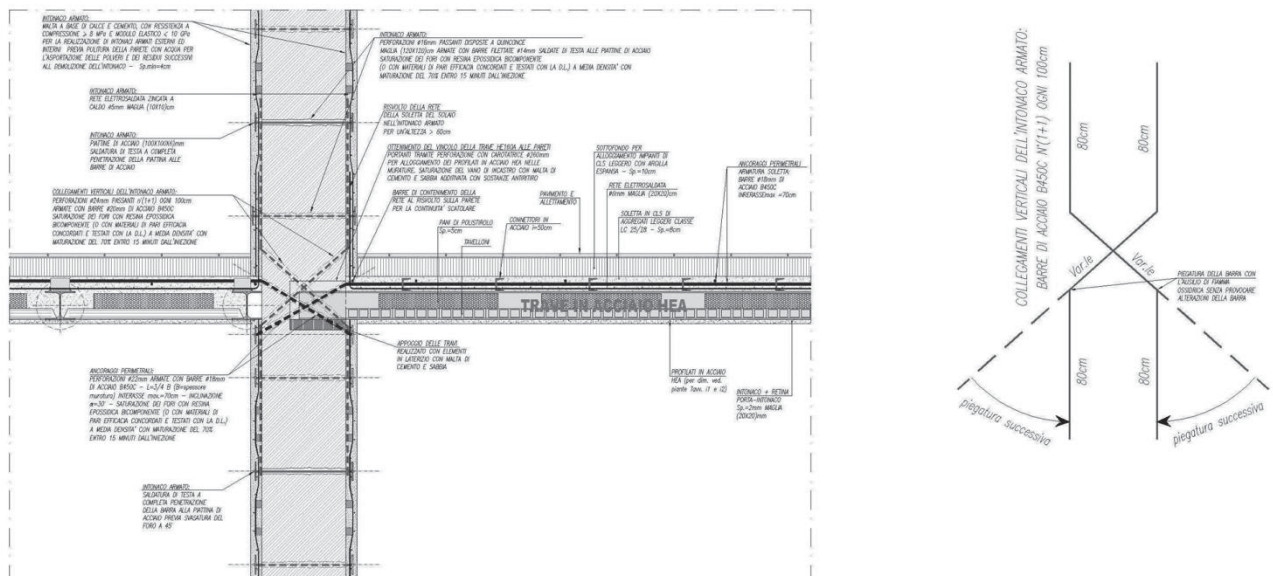 INTONACO ARMATO:
MALTA A BASE DI CALCE E CEMENTO, CON RESISTENZA A
COMPRESSIONE ≥ 8 MPa E MODULO ELASTICO < 10 GPa
PER LA REALIZZAZIONE DI INTONACI ARMATI ESTERNI ED
INTERNI PREVIA PULITURA DELLA PARETE CON ACQUA PER
L'ASPORTAZIONE DELLE POLVERI E DEI RESIDUI SUCCESSIVI
ALL DEMOLIZIONE DELL'INTONACO - Sp.min=4cm
INTONACO ARMATO:
PERFORAZIONI ø16mm PASSANTI DISPOSTE A QUINCONCE
MAGLIA (120X120)cm ARMATE CON BARRE FILETTATE ø14mm SALDATE DI TESTA ALLE PIATTINE DI ACCIAIO
SATURAZIONE DEI FORI CON RESINA EPOSSIDICA BICOMPONENTE
(O CON MATERIALI DI PARI EFFICACIA CONCORDATI E TESTATI CON LA D.L.) A MEDIA DENSITA' CON
MATURAZIONE DEL 70% ENTRO 15 MINUTI DALL'INIEZIONE
INTONACO ARMATO:
RETE ELETTROSALDATA ZINCATA A
CALDO ø5mm MAGLIA (10X10)cm
INTONACO ARMATO:
PIATTINE DI ACCIAIO (100X100X6)mm
SALDATURA DI TESTA A COMPLETA
PENETRAZIONE DELLA PIATTINA ALLE
BARRE DI ACCIAIO
RISVOLTO DELLA RETE
DELLA SOLETTA DEL SOLAIO
NELL'INTONACO ARMATO
PER UN'ALTEZZA > 60cm
OTTENIMENTO DEL VINCOLO DELLA TRAVE HE160A ALLE PARETI
PORTANTI TRAMITE PERFORAZIONE CON CAROTATRICE ø260mm
PER ALLOGGIAMENTO DEI PROFILATI IN ACCIAIO HEA NELLE
MURATURE, SATURAZIONE DEL VANO DI INCASTRO CON MALTA DI
CEMENTO E SABBIA ADDITIVATA CON SOSTANZE ANTIRITIRO
SOTTOFONDO PER
ALLOGGIAMENTO IMPIANTI DI
CLS LEGGERO CON ARGILLA
ESPANSA - Sp=10cm
ANCORAGGI PERIMETRALI:
ARMATURA SOLETTA:
BARRE ø18mm DI
ACCIAIO B450C
INRERASSEmax.=70cm
COLLEGAMENTI VERTICALI DELL'INTONACO ARMATO:
PERFORAZIONI ø24mm PASSANTI n'(1+1) OGNI 100cm
ARMATE CON BARRE ø20mm DI ACCIAIO B450C
SATURAZIONE DEI FORI CON RESINA EPOSSIDICA
BICOMPONENTE (O CON MATERIALI DI PARI EFFICACIA
CONCORDATI E TESTATI CON LA D.L.) A MEDIA DENSITA' CON
MATURAZIONE DEL 70% ENTRO 15 MINUTI DALL'INIEZIONE
BARRE DI CONTENIMENTO DELLA
RETE AL RISVOLTO SULLA PARETE
PER LA CONTINUITA' SCATOLARE
PAVIMENTO E
ALLETTAMENTO
RETE ELETTROSALDATA
ø6mm MAGLIA (20X20)cm
PANI DI POLISTIROLO
Sp.=5cm
CONNETTORI IN
ACCIAIO l=50cm
SOLETTA IN CLS DI
AGGREGATI LEGGERI CLASSE
LC 25/28 - Sp.=8cm
TAVELLONI
TRAVE IN ACCIAIO HEA
APPOGGIO DELLE TRAVI
REALIZZATO CON ELEMENTI
IN LATERIZIO CON MALTA DI
CEMENTO E SABBIA
ANCORAGGI PERIMETRALI:
PERFORAZIONI ø22mm ARMATE CON BARRE ø18mm
DI ACCIAIO B450C - L=3/4 B (B=spessore
muratura) INTERASSE max.=70cm - INCLINAZIONE
α=30° - SATURAZIONE DEI FORI CON RESINA
EPOSSIDICA BICOMPONENTE (O CON MATERIALI DI
PARI EFFICACIA CONCORDATI E TESTATI CON LA D.L.)
A MEDIA DENSITA' CON MATURAZIONE DEL 70%
ENTRO 15 MINUTI DALL'INIEZIONE
PROFILATI IN ACCIAIO
HEA (per dim. ved.
piante Tavv. i1 e i2)
INTONACO + RETINA
PORTA-INTONACO
Sp.=2mm MAGLIA
(20X20)mm
INTONACO ARMATO:
SALDATURA DI TESTA A
COMPLETA PENETRAZIONE
DELLA BARRA ALLA PIATTINA DI
ACCIAIO PREVIA SVASATURA DEL
FORO A 45°
COLLEGAMENTI VERTICALI DELL'INTONACO ARMATO:
BARRE DI ACCIAIO B450C N'(1+1) OGNI 100cm
80cm
80cm
Var.le
Var.le
PIEGATURA DELLA BARRA CON
L'AUSILIO DI FIAMMA
OSSIDRICA SENZA PROVOCARE
ALTERAZIONI DELLA BARRA
80cm
80cm
piegatura successiva
piegatura successiva